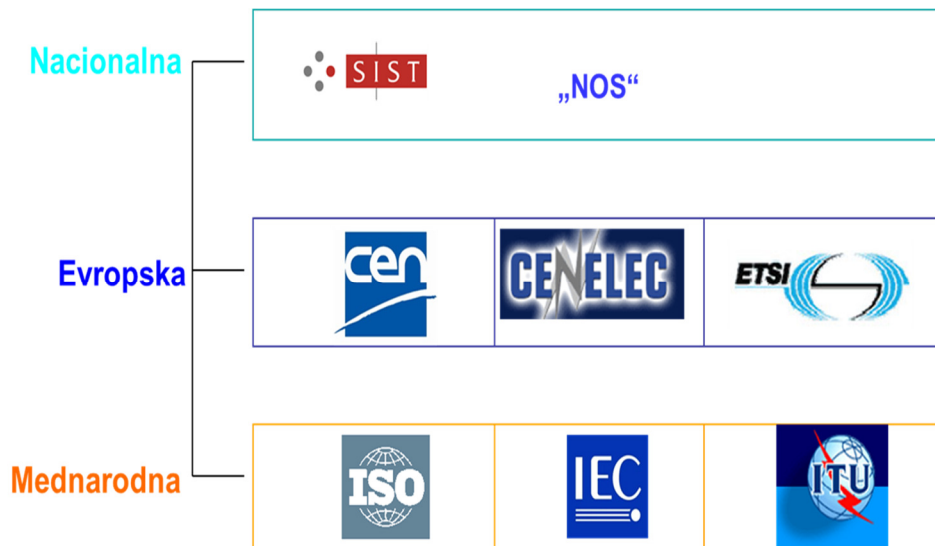 Nacionalna
SIST
„NOS“
Evropska
cen
CENELEC
ETSI
Mednarodna
ISO
IEC
ITU